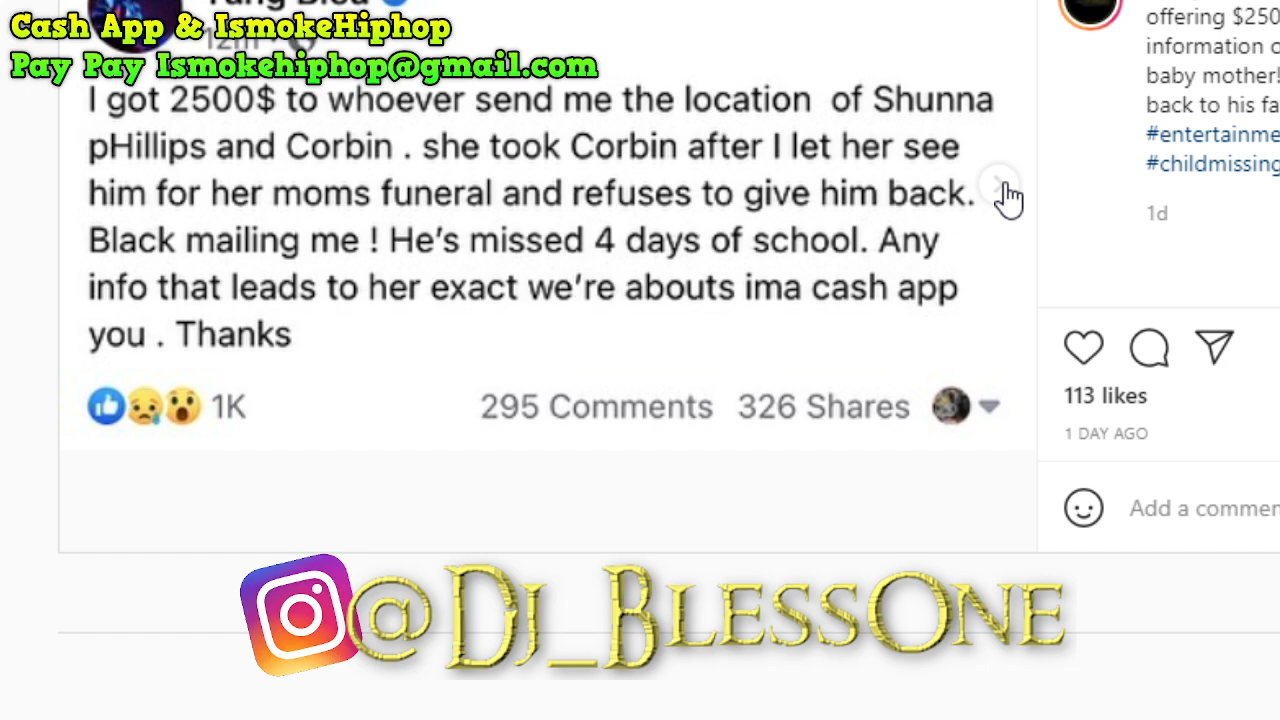 Cash App & IsmokeHiphop
12m
Pay Pay Ismokehiphop@gmail.com
I got 2500$ to whoever send me the location of Shunna
pHillips and Corbin . she took Corbin after I let her see
him for her moms funeral and refuses to give him back.
Black mailing me ! He's missed 4 days of school. Any
info that leads to her exact we're abouts ima cash app
you . Thanks
1K
295 Comments
326 Shares
offering $250
information o
baby mother!
back to his fa
#entertainme
#childmissing
1d
113 likes
1 DAY AGO
Add a commen
@Dj_BlessOne